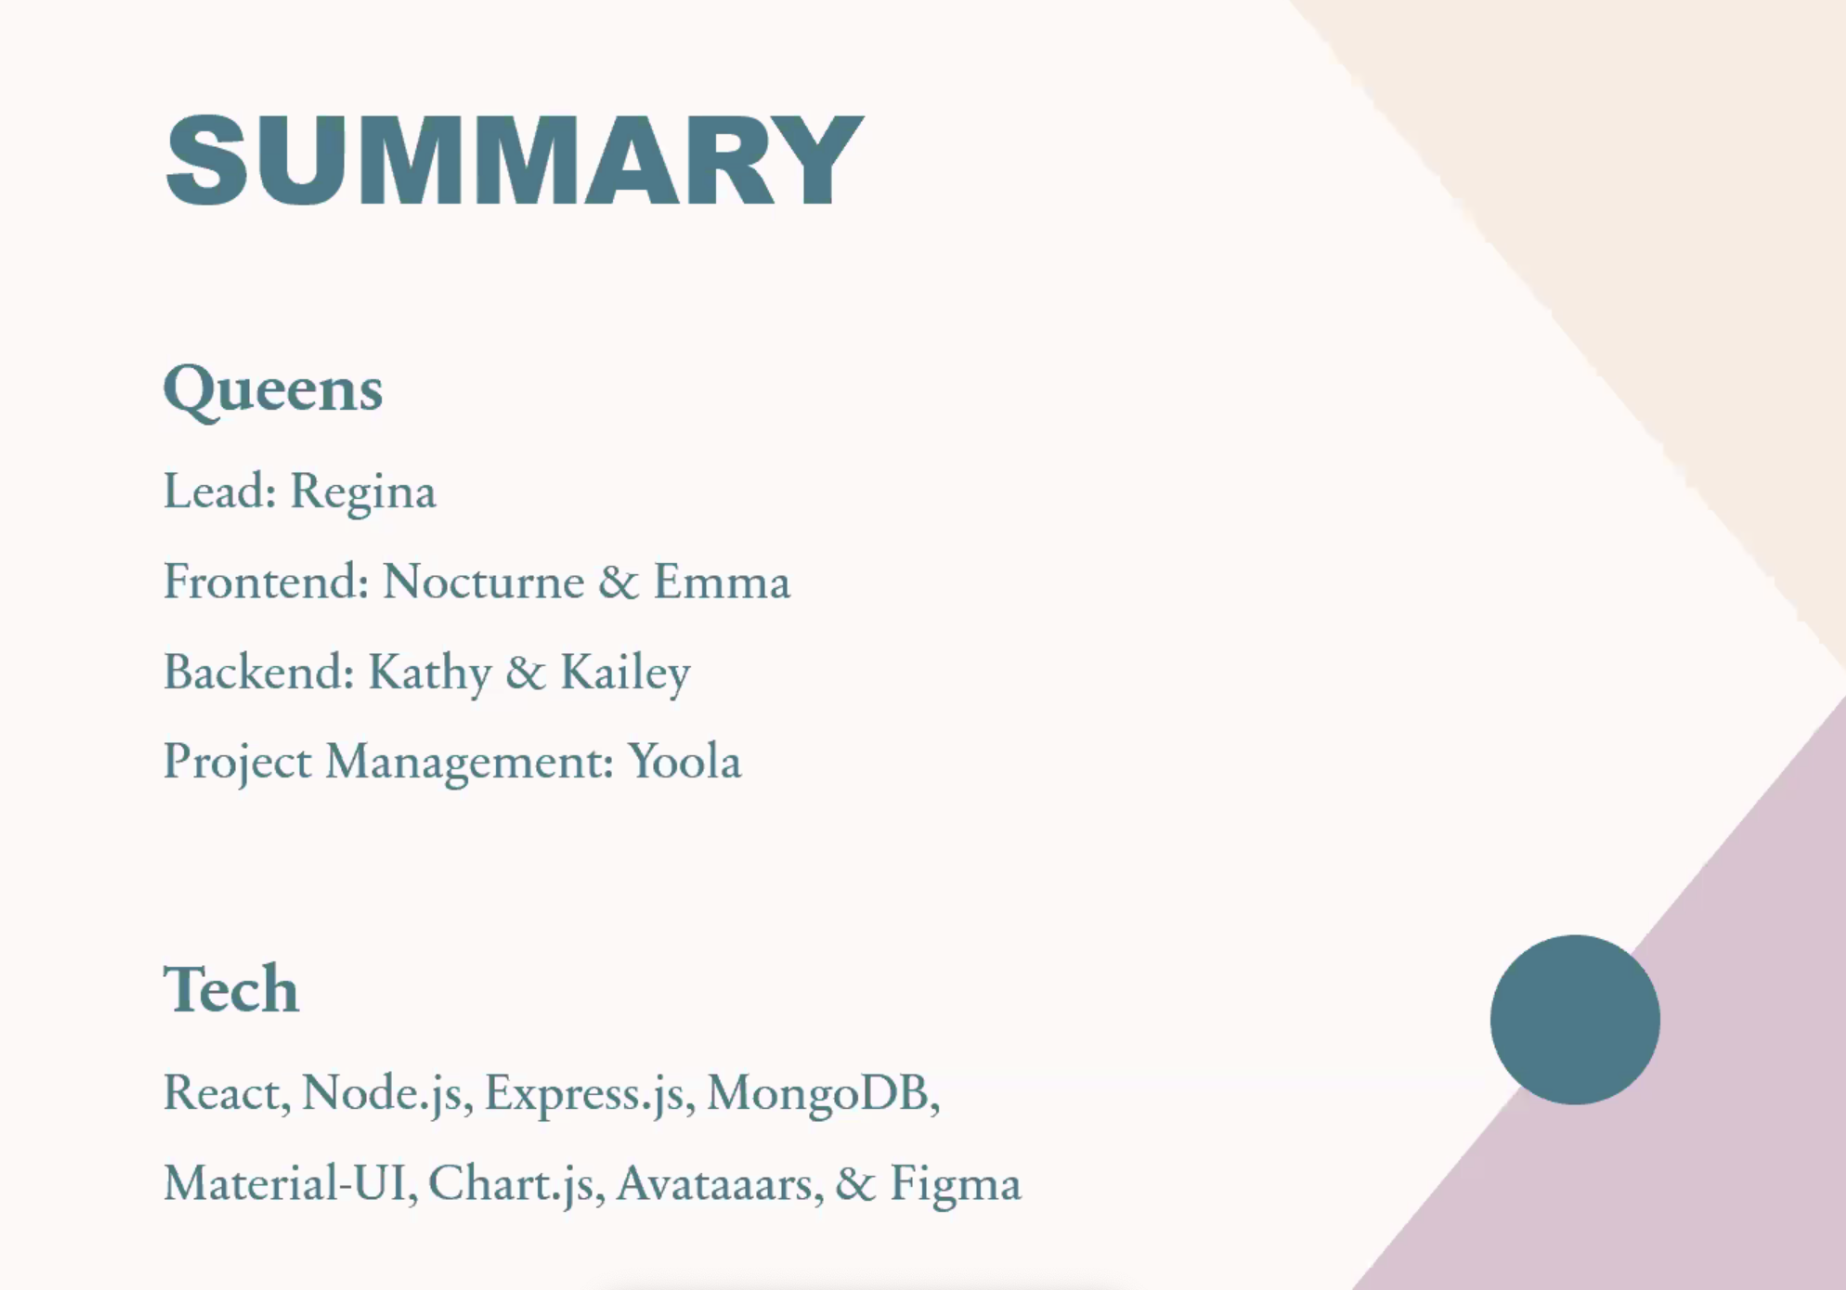 SUMMARY
Queens
Lead: Regina
Frontend: Nocturne & Emma
Backend: Kathy & Kailey
Project Management: Yoola
Tech
React, Node.js, Express.js, MongoDB,
Material-UI, Chart.js, Avataaars, & Figma